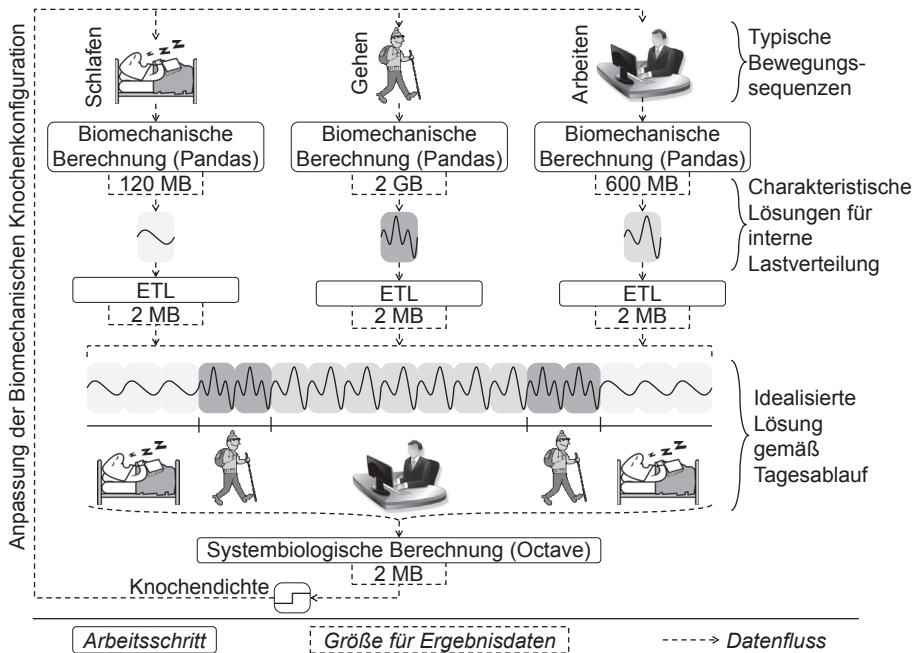 Anpassung der Biomechanischen Knochenkonfiguration
Schlafen
Gehen
Arbeiten
Typische
Bewegungs-
sequenzen
Biomechanische
Berechnung (Pandas)
120 MB
Biomechanische
Berechnung (Pandas)
2 GB
Biomechanische
Berechnung (Pandas)
600 MB
Charakteristische
Lösungen für
interne
Lastverteilung
ETL
2 MB
ETL
2 MB
ETL
2 MB
Idealisierte
Lösung
gemäß
Tagesablauf
Systembiologische Berechnung (Octave)
2 MB
Knochendichte
Arbeitsschritt
Größe für Ergebnisdaten
Datenfluss